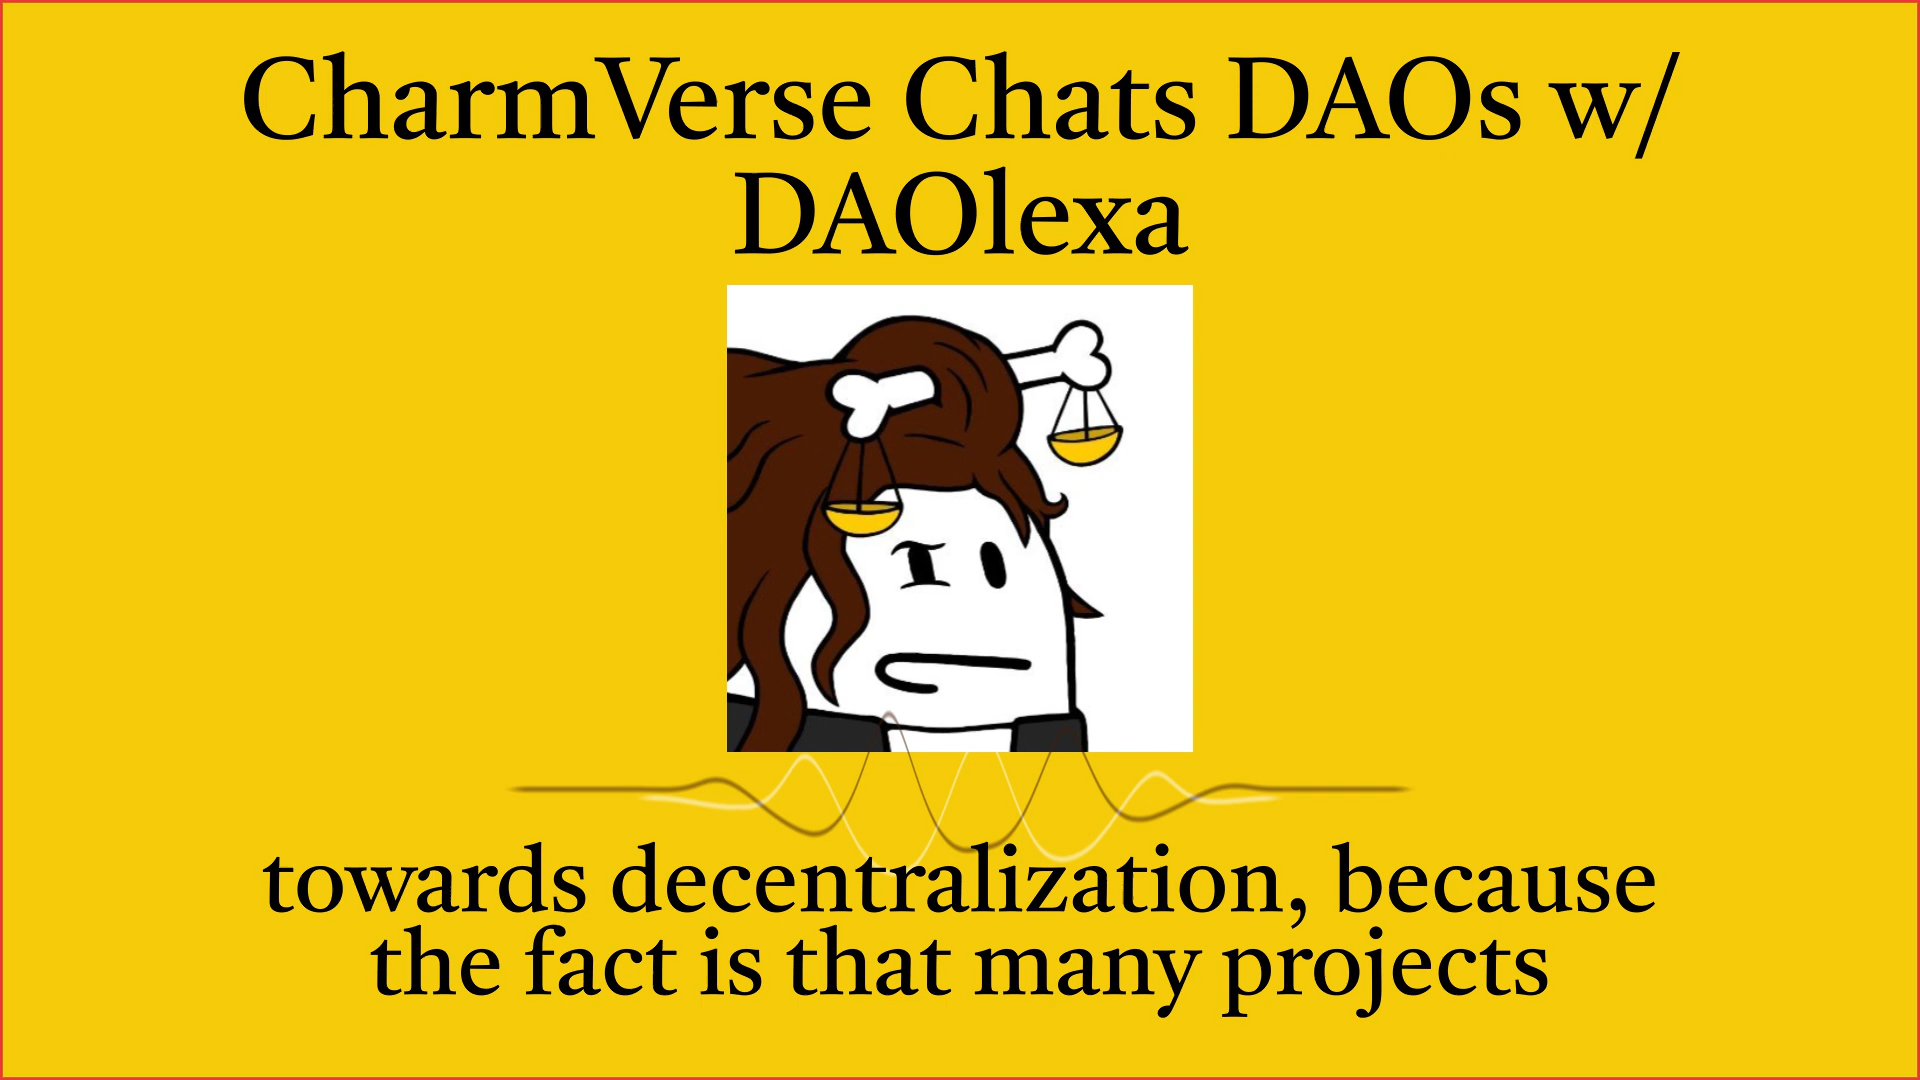 CharmVerse Chats DAOs w/
DAOlexa
towards decentralization, because
the fact is that many projects